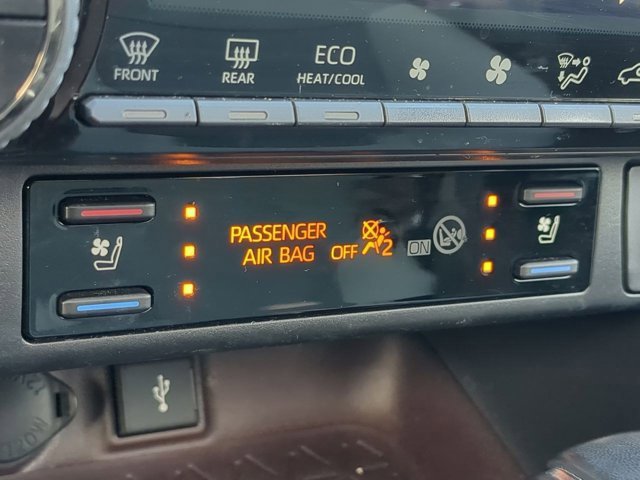 ECO
FRONT
REAR
HEAT/COOL
PASSENGER
AIR BAG OFF 2 ON